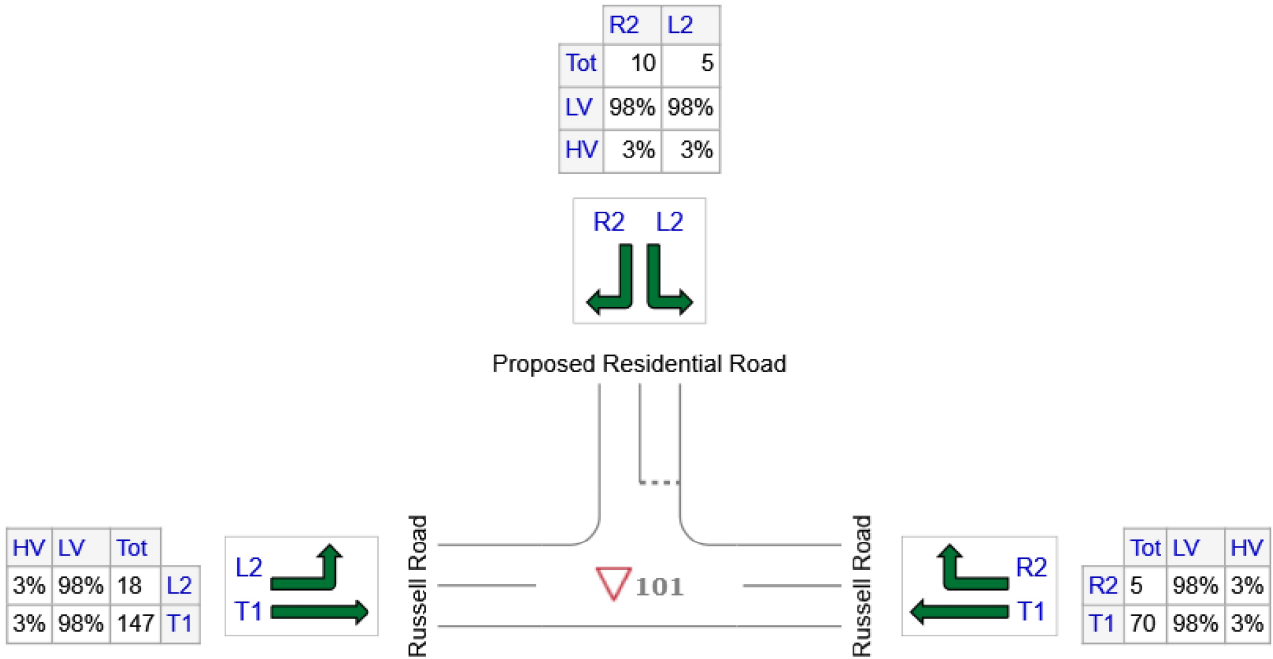 R2 L2
Tot 10 5
LV 98% 98%
HV 3% 3%
R2 L2
Proposed Residential Road
Russell Road
Russell Road
HV LV Tot
3% 98% 18 L2
3% 98% 147 T1
L2
T1
101
R2
T1
Tot LV HV
R2 5 98% 3%
T1 70 98% 3%